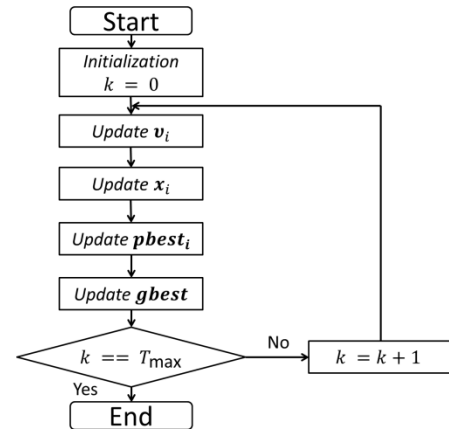 Start
Initialization
k = 0
Update v_i
Update x_i
Update pbest_i
Update gbest
k == T_max
No
k = k + 1
Yes
End